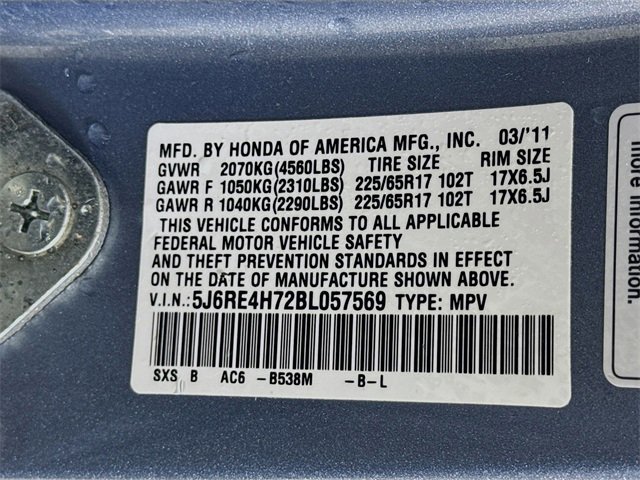 MFD. BY HONDA OF AMERICA MFG., INC. 03/'11
GVWR 2070KG(4560LBS) TIRE SIZE RIM SIZE
GAWR F 1050KG(2310LBS) 225/65R17 102T 17X6.5J
GAWR R 1040KG(2290LBS) 225/65R17 102T 17X6.5J
THIS VEHICLE CONFORMS TO ALL APPLICABLE
FEDERAL MOTOR VEHICLE SAFETY
AND THEFT PREVENTION STANDARDS IN EFFECT
ON THE DATE OF MANUFACTURE SHOWN ABOVE.
V.I.N.: 5J6RE4H72BL057569 TYPE: MPV
SXS B AC6 -B538M -B-L
more information.